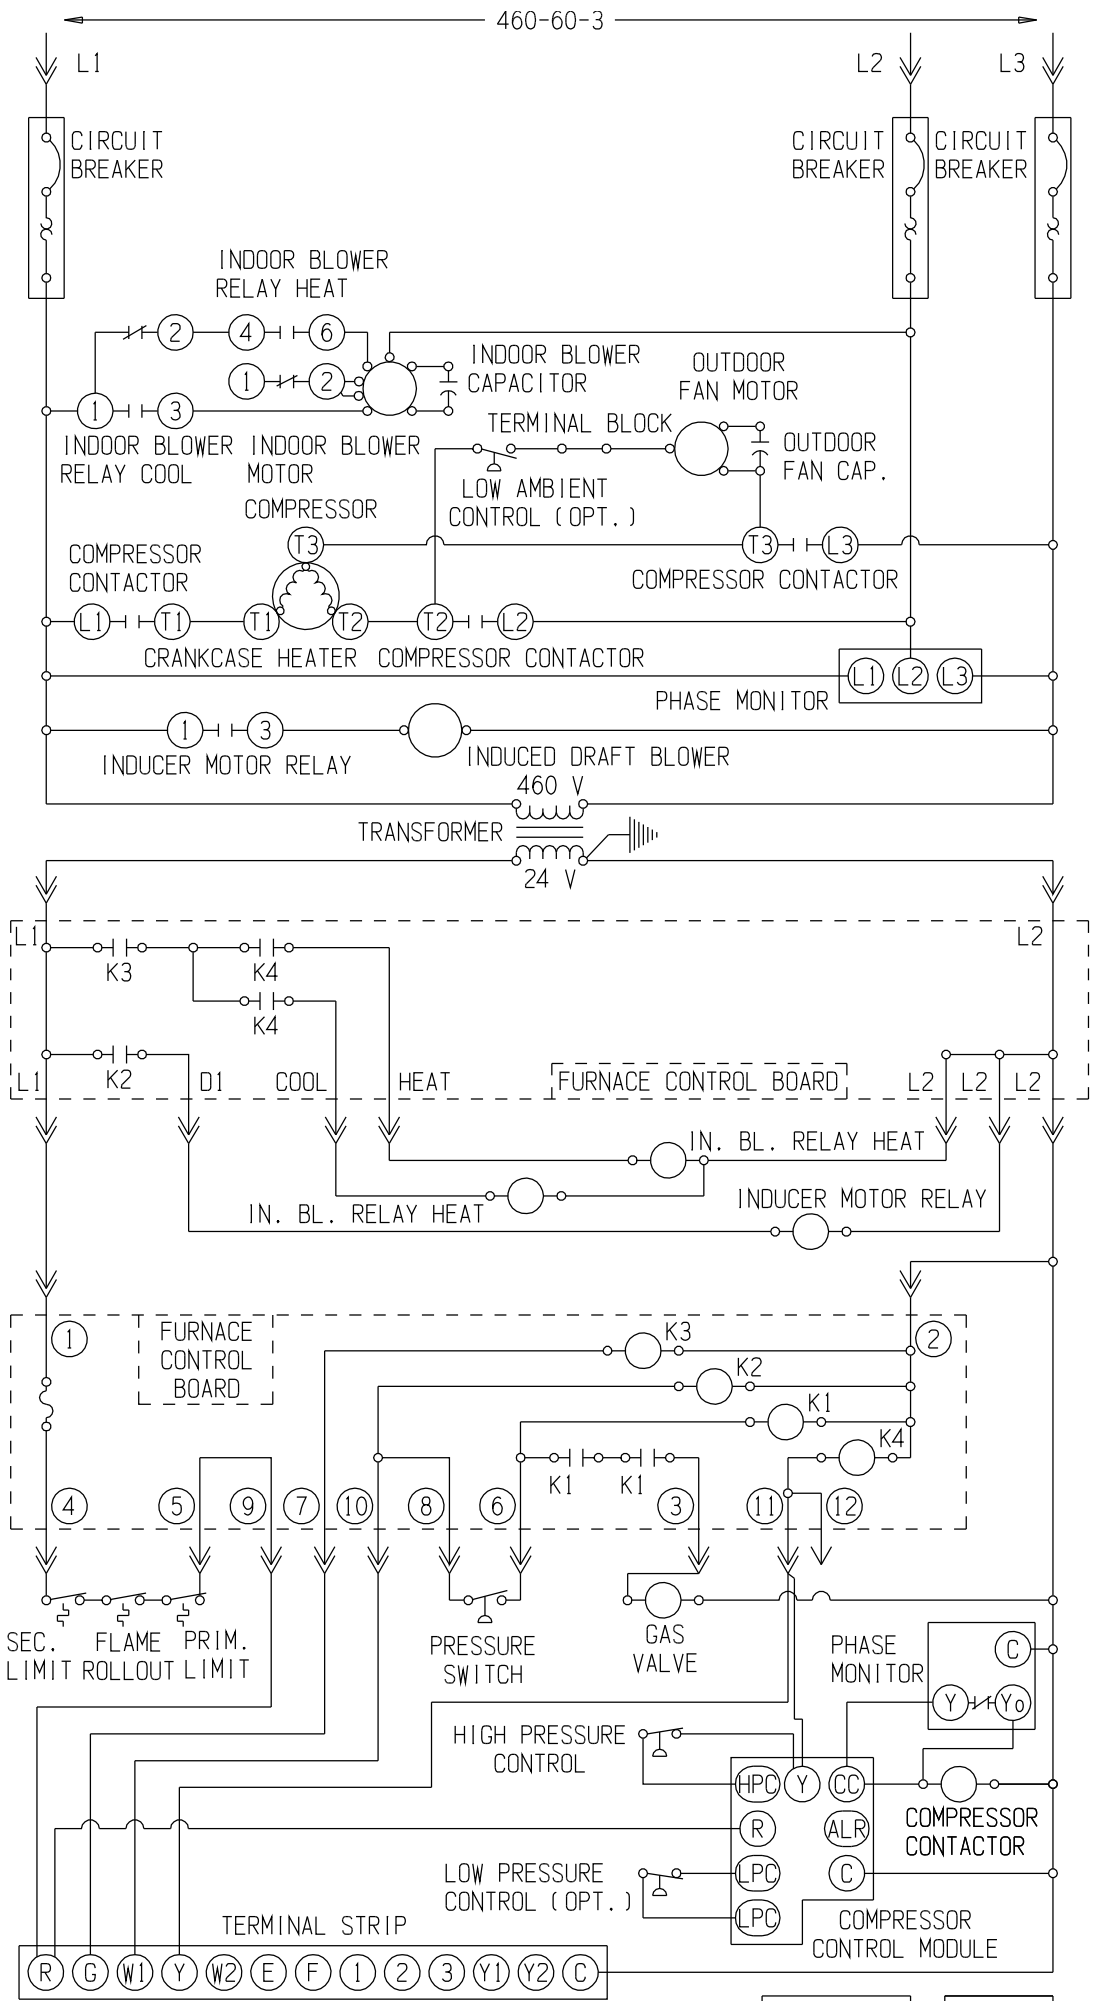 460-60-3
L1
L2
L3
CIRCUIT
BREAKER
CIRCUIT
BREAKER
CIRCUIT
BREAKER
INDOOR BLOWER
RELAY HEAT
2
4
6
INDOOR BLOWER
CAPACITOR
OUTDOOR
FAN MOTOR
1
2
1
3
TERMINAL BLOCK
INDOOR BLOWER
RELAY COOL
INDOOR BLOWER
MOTOR
OUTDOOR
FAN CAP.
LOW AMBIENT
CONTROL (OPT.)
COMPRESSOR
T3
T3
L3
COMPRESSOR
CONTACTOR
COMPRESSOR CONTACTOR
L1
T1
T1
T2
T2
L2
CRANKCASE HEATER
COMPRESSOR CONTACTOR
L1
L2
L3
PHASE MONITOR
1
3
INDUCER MOTOR RELAY
INDUCED DRAFT BLOWER
460 V
TRANSFORMER
24 V
L1
L2
K3
K4
K4
K2
L1
D1
COOL
HEAT
FURNACE CONTROL BOARD
L2
L2
L2
IN. BL. RELAY HEAT
IN. BL. RELAY HEAT
INDUCER MOTOR RELAY
1
FURNACE
CONTROL
BOARD
K3
2
K2
K1
K4
K1
K1
4
5
9
7
10
8
6
3
11
12
SEC.
LIMIT
FLAME
ROLLOUT
PRIM.
LIMIT
PRESSURE
SWITCH
GAS
VALVE
PHASE
MONITOR
C
Y
Yo
HIGH PRESSURE
CONTROL
HPC
Y
CC
COMPRESSOR
CONTACTOR
R
ALR
LOW PRESSURE
CONTROL (OPT.)
LPC
C
LPC
COMPRESSOR
CONTROL MODULE
TERMINAL STRIP
R
G
W1
Y
W2
E
F
1
2
3
Y1
Y2
C